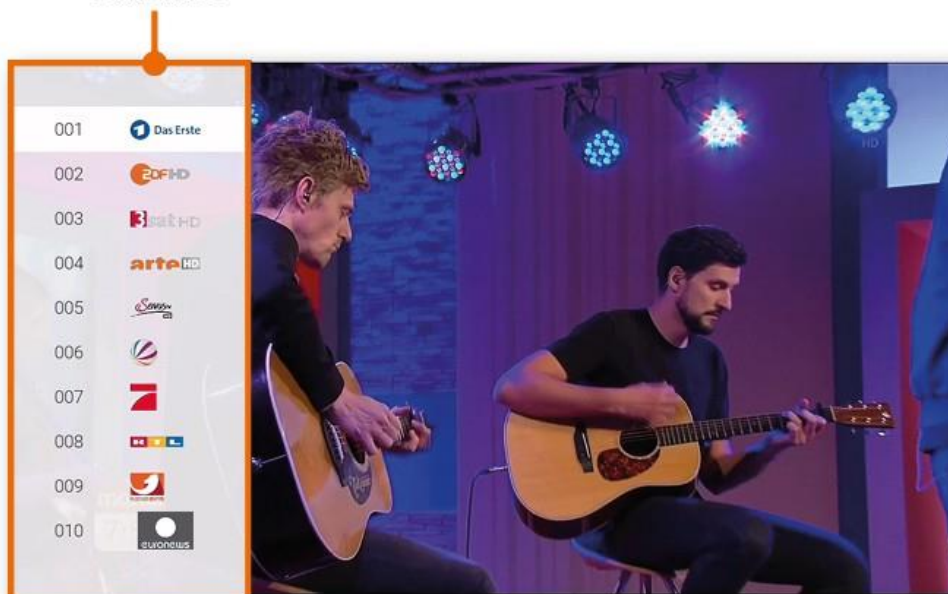 001 Das Erste
002 ZDF HD
003 3sat HD
004 arte HD
005
006
007
008 RTL
009
010 euronews
HD